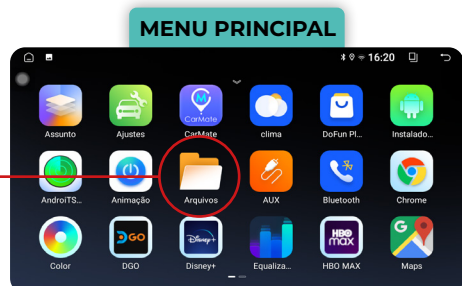 MENU PRINCIPAL
16:20
CarMate
Assunto Ajustes CarMate clima DoFun Pl... Instalado...
AndroiTS... Animação Arquivos AUX Bluetooth Chrome
DGO Disney+ HBO max G
Color DGO Disney+ Equaliza... HBO MAX Maps